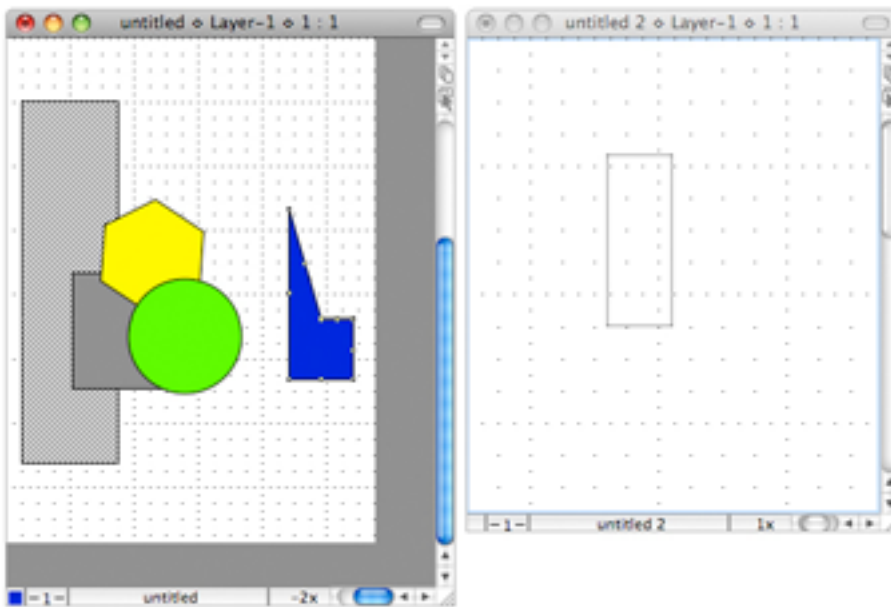 untitled ⋄ Layer-1 ⋄ 1 : 1
untitled 2 ⋄ Layer-1 ⋄ 1 : 1
-1-
untitled 2
1x
-1-
untitled
-2x